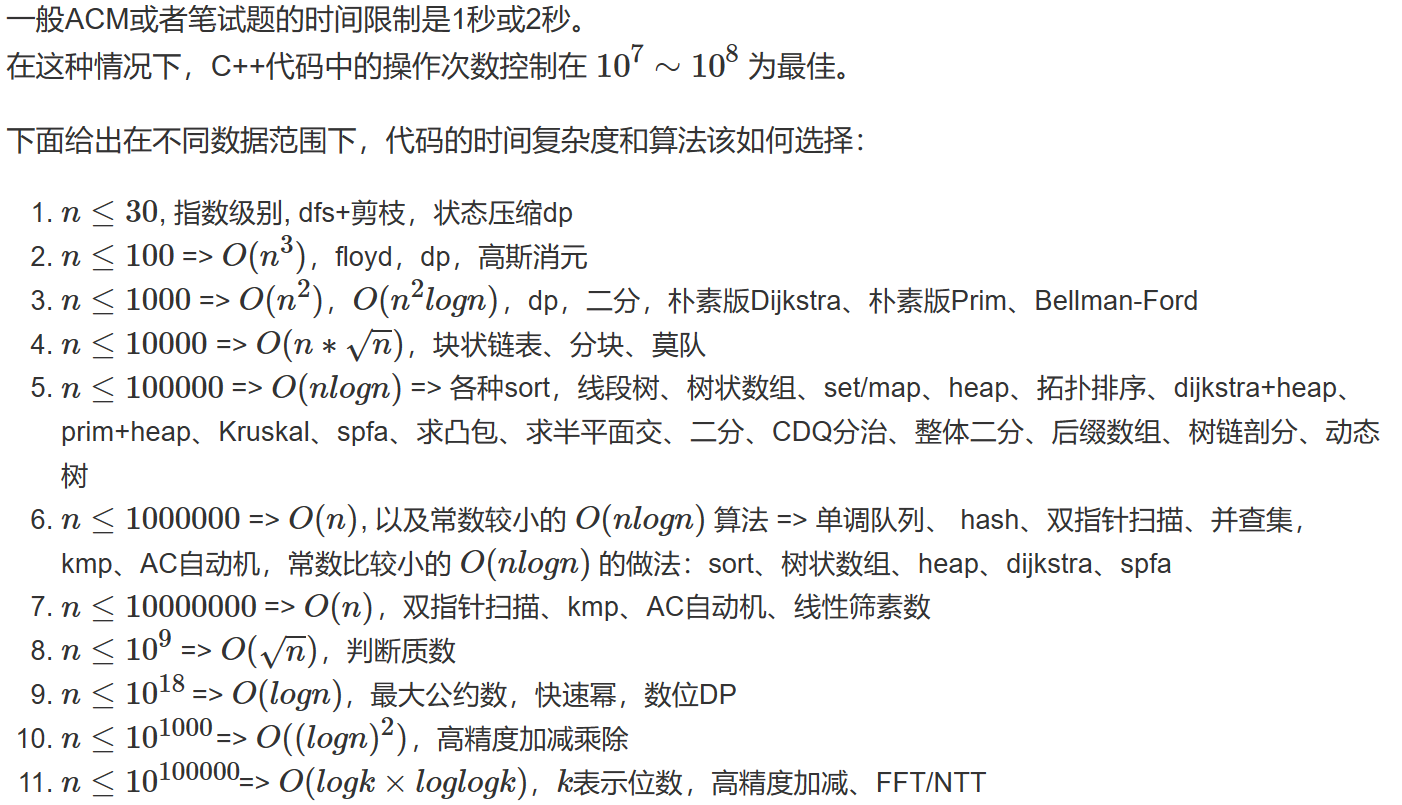 一般ACM或者笔试题的时间限制是1秒或2秒。
在这种情况下，C++代码中的操作次数控制在 10^7 ∼ 10^8 为最佳。
下面给出在不同数据范围下，代码的时间复杂度和算法该如何选择：
1. n ≤ 30, 指数级别, dfs+剪枝，状态压缩dp
2. n ≤ 100 => O(n^3)，floyd，dp，高斯消元
3. n ≤ 1000 => O(n^2)，O(n^2logn)，dp，二分，朴素版Dijkstra、朴素版Prim、Bellman-Ford
4. n ≤ 10000 => O(n * √n)，块状链表、分块、莫队
5. n ≤ 100000 => O(nlogn) => 各种sort，线段树、树状数组、set/map、heap、拓扑排序、dijkstra+heap、
prim+heap、Kruskal、spfa、求凸包、求半平面交、二分、CDQ分治、整体二分、后缀数组、树链剖分、动态
树
6. n ≤ 1000000 => O(n), 以及常数较小的 O(nlogn) 算法 => 单调队列、 hash、双指针扫描、并查集，
kmp、AC自动机，常数比较小的 O(nlogn) 的做法：sort、树状数组、heap、dijkstra、spfa
7. n ≤ 10000000 => O(n)，双指针扫描、kmp、AC自动机、线性筛素数
8. n ≤ 10^9 => O(√n)，判断质数
9. n ≤ 10^18 => O(logn)，最大公约数，快速幂，数位DP
10. n ≤ 10^1000 => O((logn)^2)，高精度加减乘除
11. n ≤ 10^100000 => O(logk × loglogk)，k表示位数，高精度加减、FFT/NTT